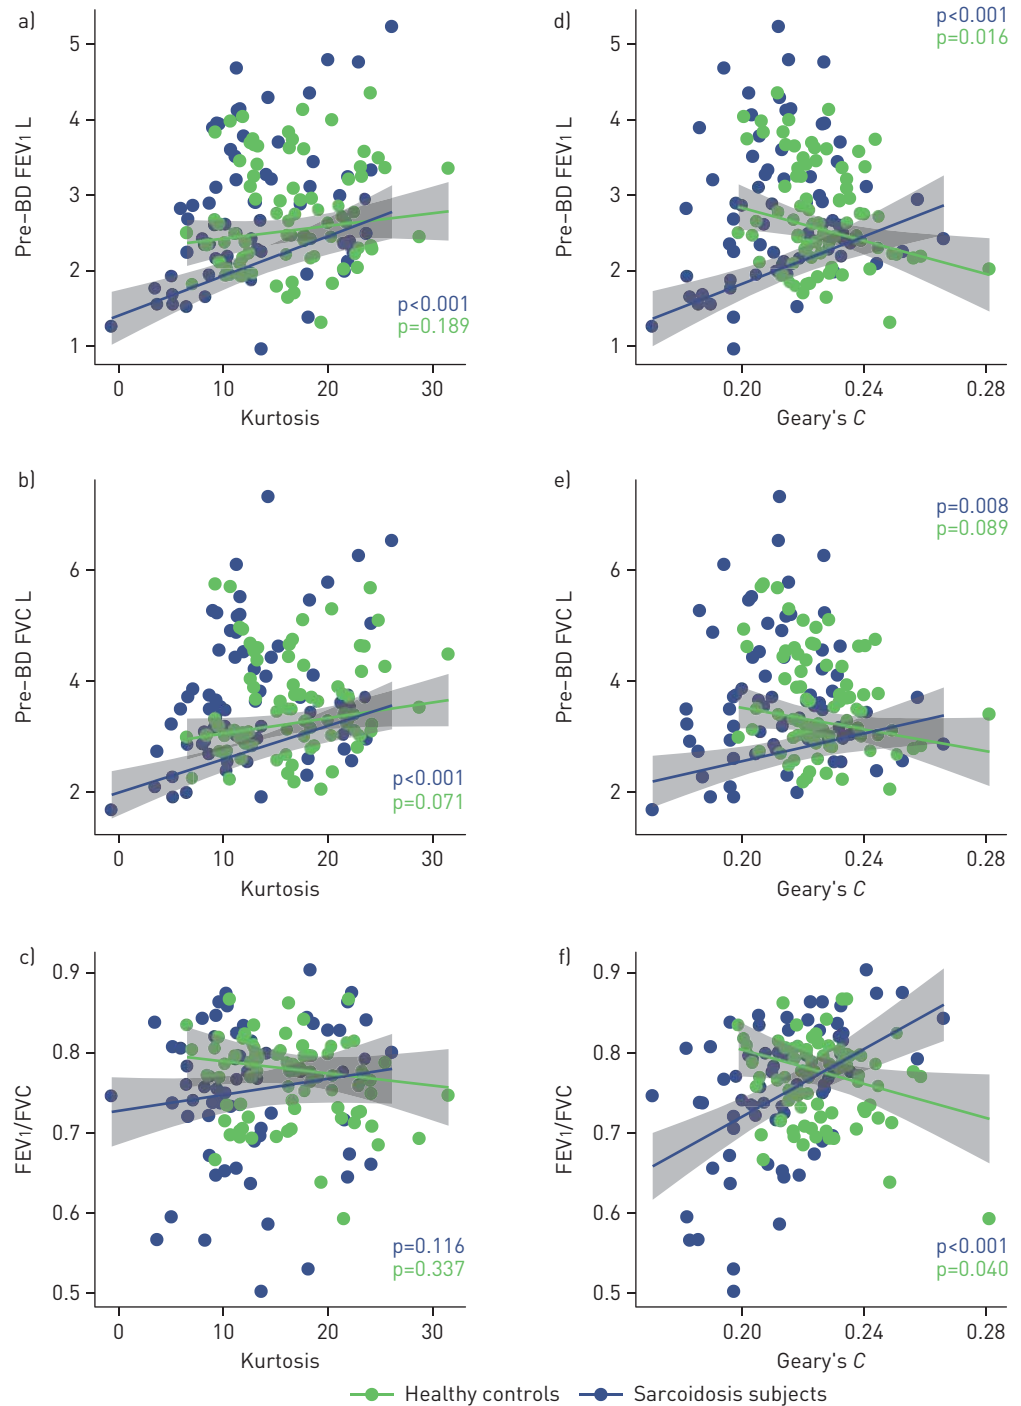 a)
5
4
3
2
1
Pre–BD FEV1 L
p<0.001
p=0.189
0 10 20 30
Kurtosis
d)
5
4
3
2
1
Pre–BD FEV1 L
p<0.001
p=0.016
0.20 0.24 0.28
Geary's C
b)
6
4
2
Pre–BD FVC L
p<0.001
p=0.071
0 10 20 30
Kurtosis
e)
6
4
2
Pre–BD FVC L
p=0.008
p=0.089
0.20 0.24 0.28
Geary's C
c)
0.9
0.8
0.7
0.6
0.5
FEV1/FVC
p=0.116
p=0.337
0 10 20 30
Kurtosis
f)
0.9
0.8
0.7
0.6
0.5
FEV1/FVC
p<0.001
p=0.040
0.20 0.24 0.28
Geary's C
Healthy controls Sarcoidosis subjects